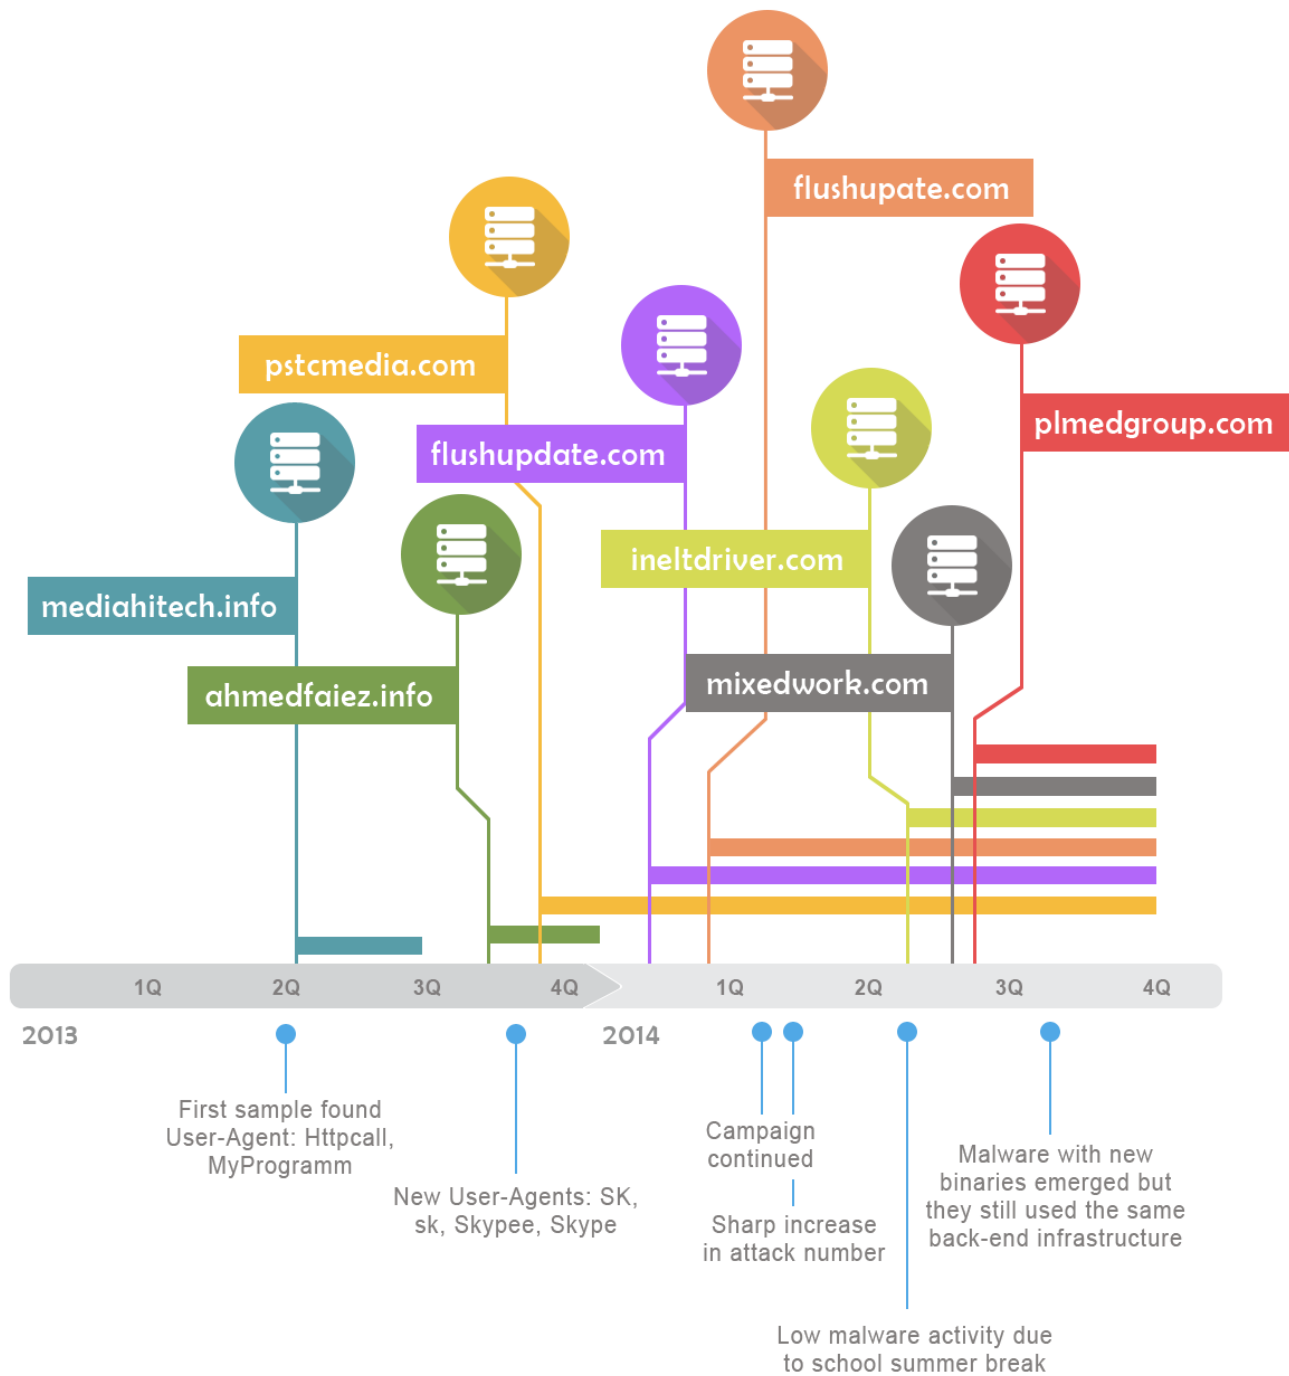 flushupate.com
pstcmedia.com
plmedgroup.com
flushupdate.com
ineltdriver.com
mediahitech.info
ahmedfaiez.info
mixedwork.com
1Q 2Q 3Q 4Q 1Q 2Q 3Q 4Q
2013 2014
First sample found
User-Agent: Httpcall,
MyProgramm
New User-Agents: SK,
sk, Skypee, Skype
Campaign
continued
Sharp increase
in attack number
Malware with new
binaries emerged but
they still used the same
back-end infrastructure
Low malware activity due
to school summer break